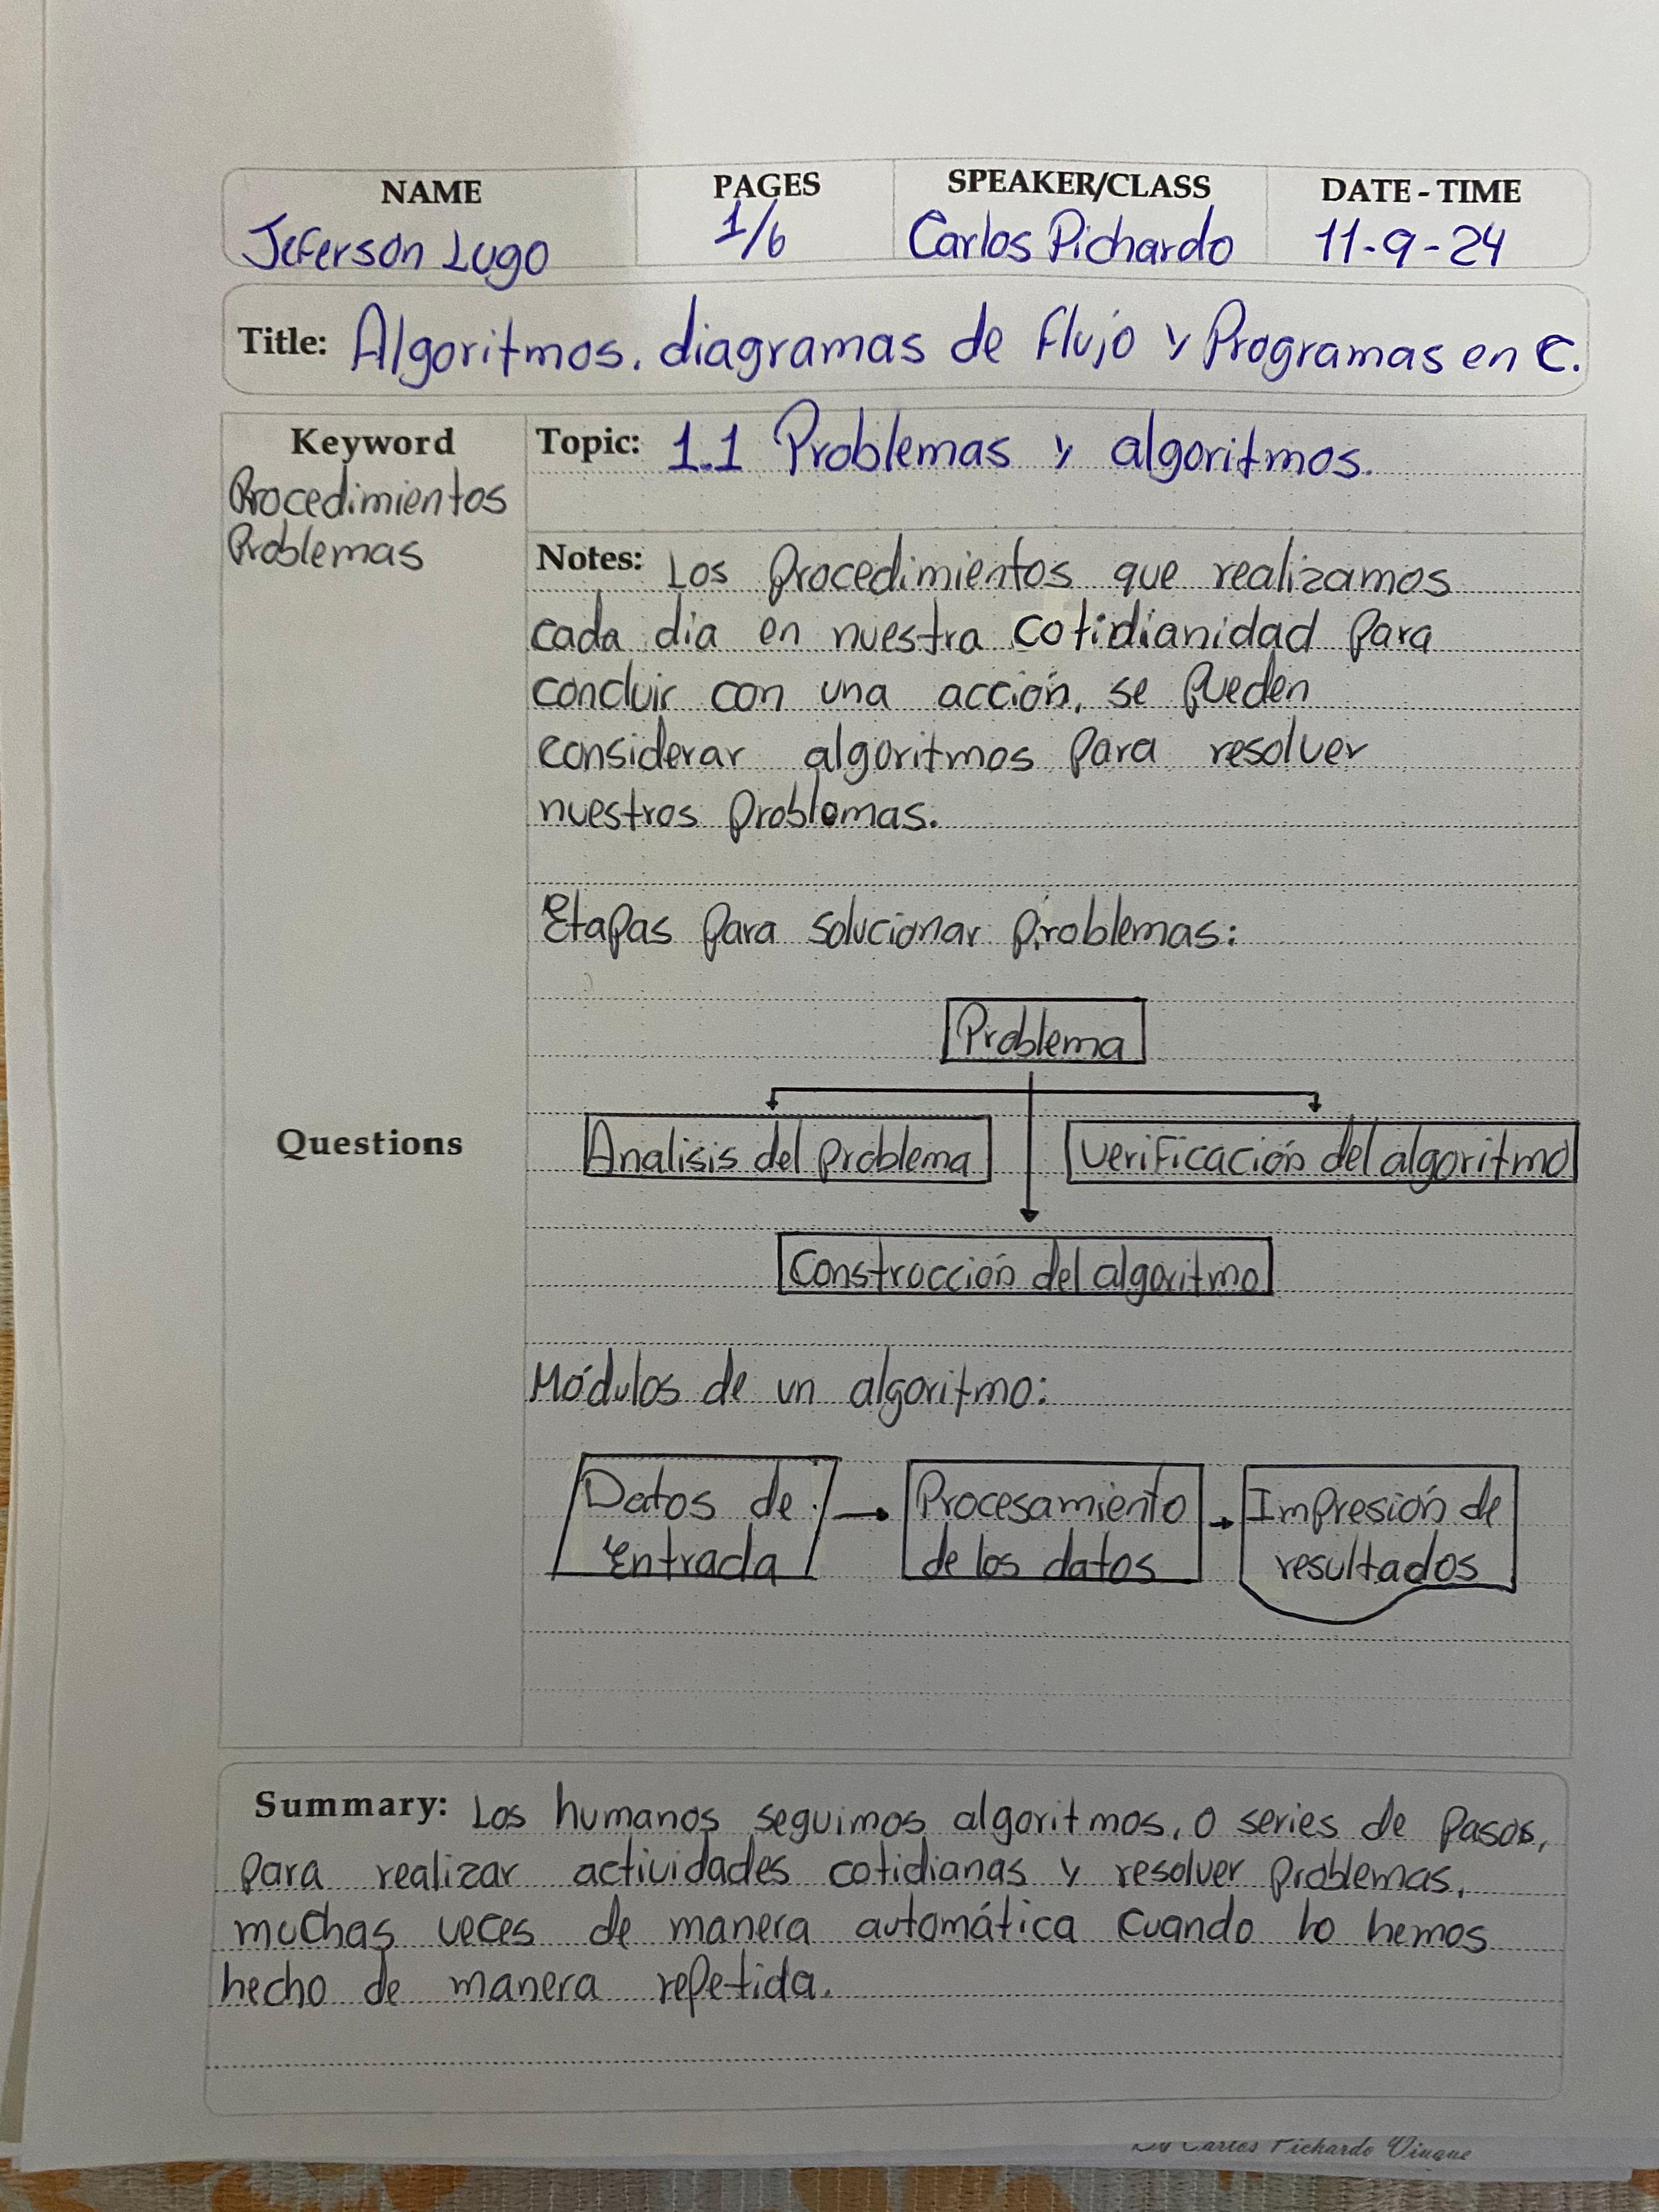 NAME PAGES SPEAKER/CLASS DATE - TIME
Jeferson Lugo 1/6 Carlos Pichardo 11-9-24
Title: Algoritmos, diagramas de flujo y Programas en C.
Keyword
Procedimientos
Problemas
Topic: 1.1 Problemas y algoritmos.
Notes: Los Procedimientos que realizamos
cada día en nuestra cotidianidad para
concluir con una acción, se pueden
considerar algoritmos para resolver
nuestros problemas.
Etapas para solucionar problemas:
Problema
Analisis del problema
verificación del algoritmo
Construcción del algoritmo
Questions
Módulos de un algoritmo:
Datos de
Entrada
Procesamiento
de los datos
Impresión de
resultados
Summary: Los humanos seguimos algoritmos, o series de pasos,
para realizar actividades cotidianas y resolver problemas,
muchas veces de manera automática cuando lo hemos
hecho de manera repetida.
Carlos Pichardo Viuque